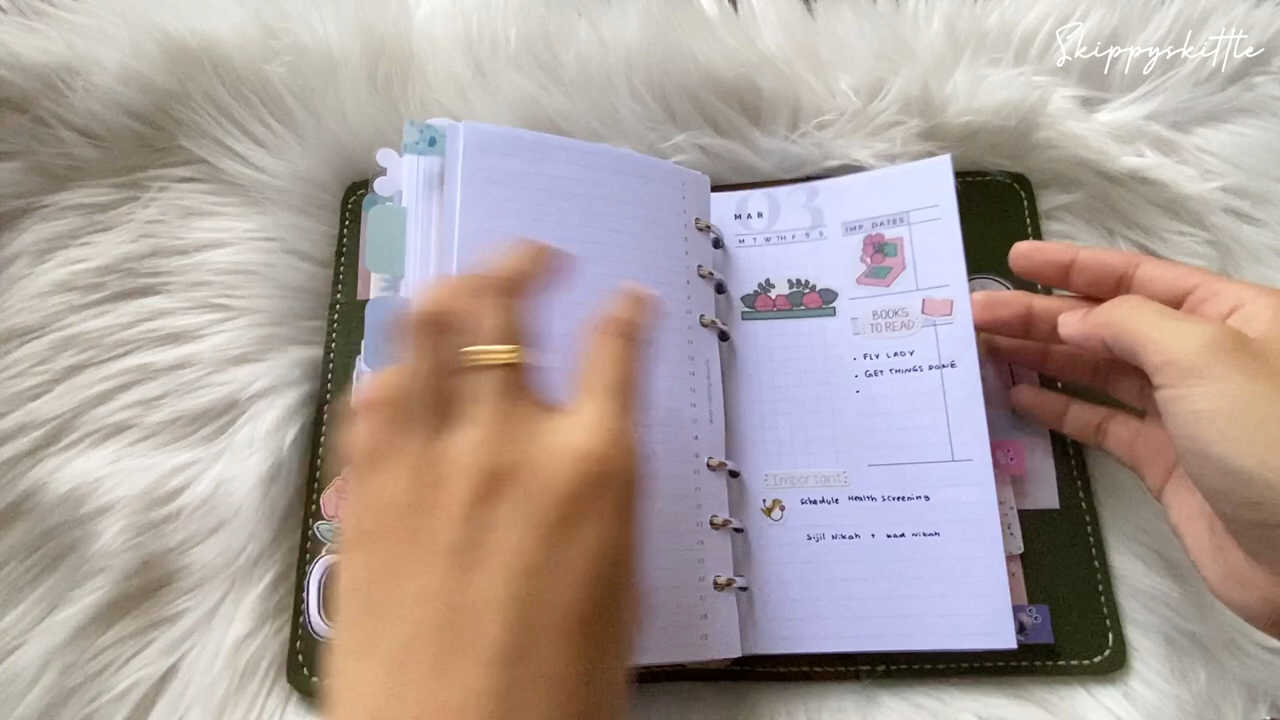 Skippyskittle
MAR 03
M T W TH F S S
IMP. DATES
BOOKS
TO READ
• FLY LADY
• GET THINGS DONE
•
Important
Schedule Health Screening
Sijil Nikah + kad Nikah